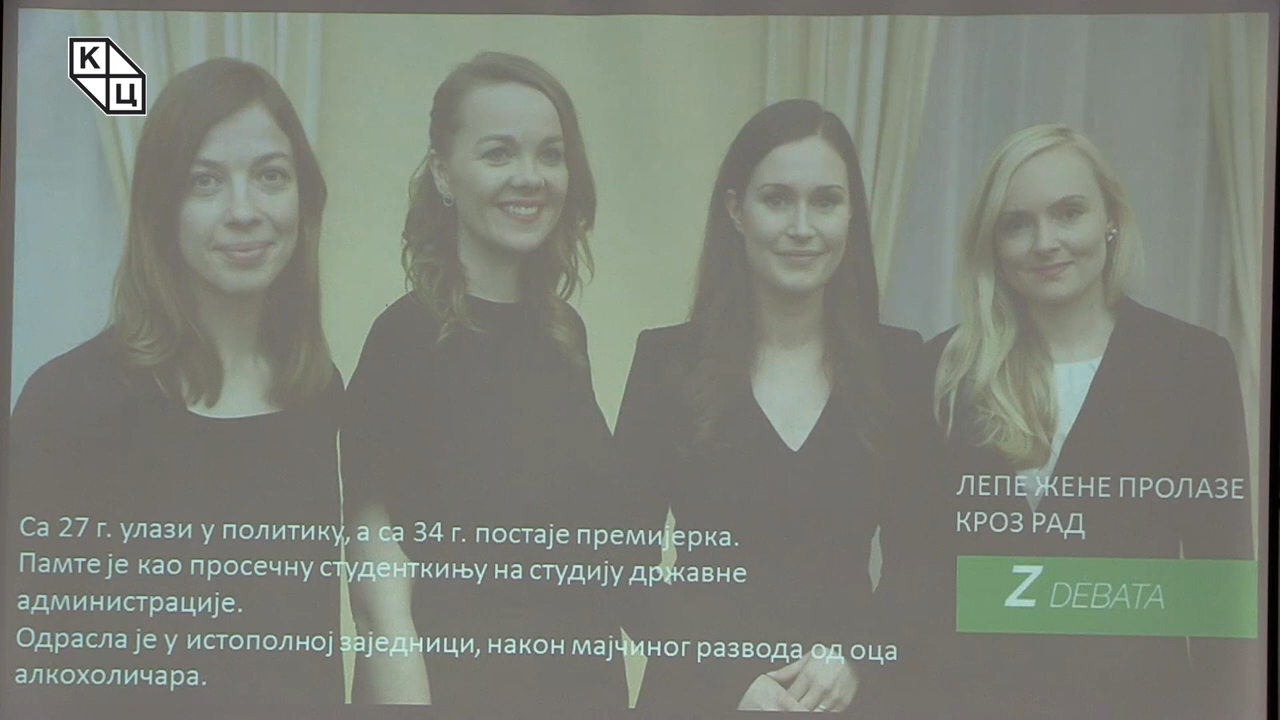 К
Ц
Са 27 г. улази у политику, а са 34 г. постаје премијерка.
Памте је као просечну студенткињу на студију државне
администрације.
Одрасла је у истополној заједници, након мајчиног развода од оца
алкохоличара.
ЛЕПЕ ЖЕНЕ ПРОЛАЗЕ
КРОЗ РАД
Z DEBATA